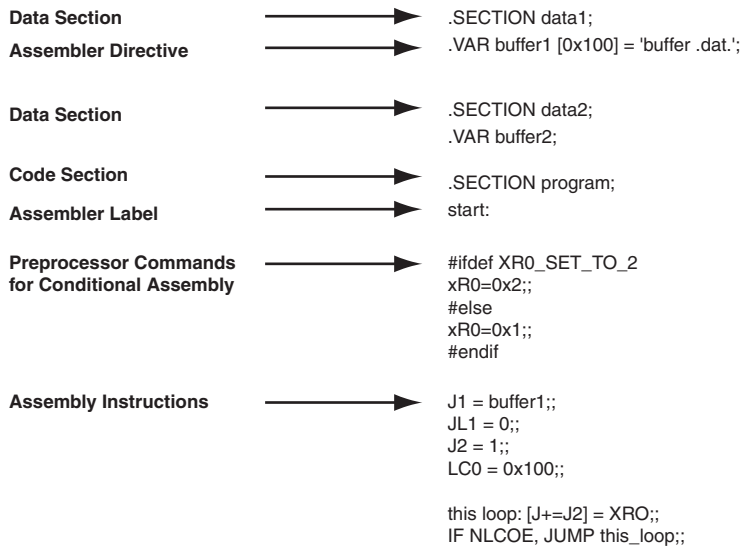 Data Section .SECTION data1;
Assembler Directive .VAR buffer1 [0x100] = 'buffer .dat.';
Data Section .SECTION data2;
.VAR buffer2;
Code Section .SECTION program;
Assembler Label start:
Preprocessor Commands #ifdef XR0_SET_TO_2
for Conditional Assembly xR0=0x2;;
#else
xR0=0x1;;
#endif
Assembly Instructions J1 = buffer1;;
JL1 = 0;;
J2 = 1;;
LC0 = 0x100;;
this loop: [J+=J2] = XRO;;
IF NLCOE, JUMP this_loop;;